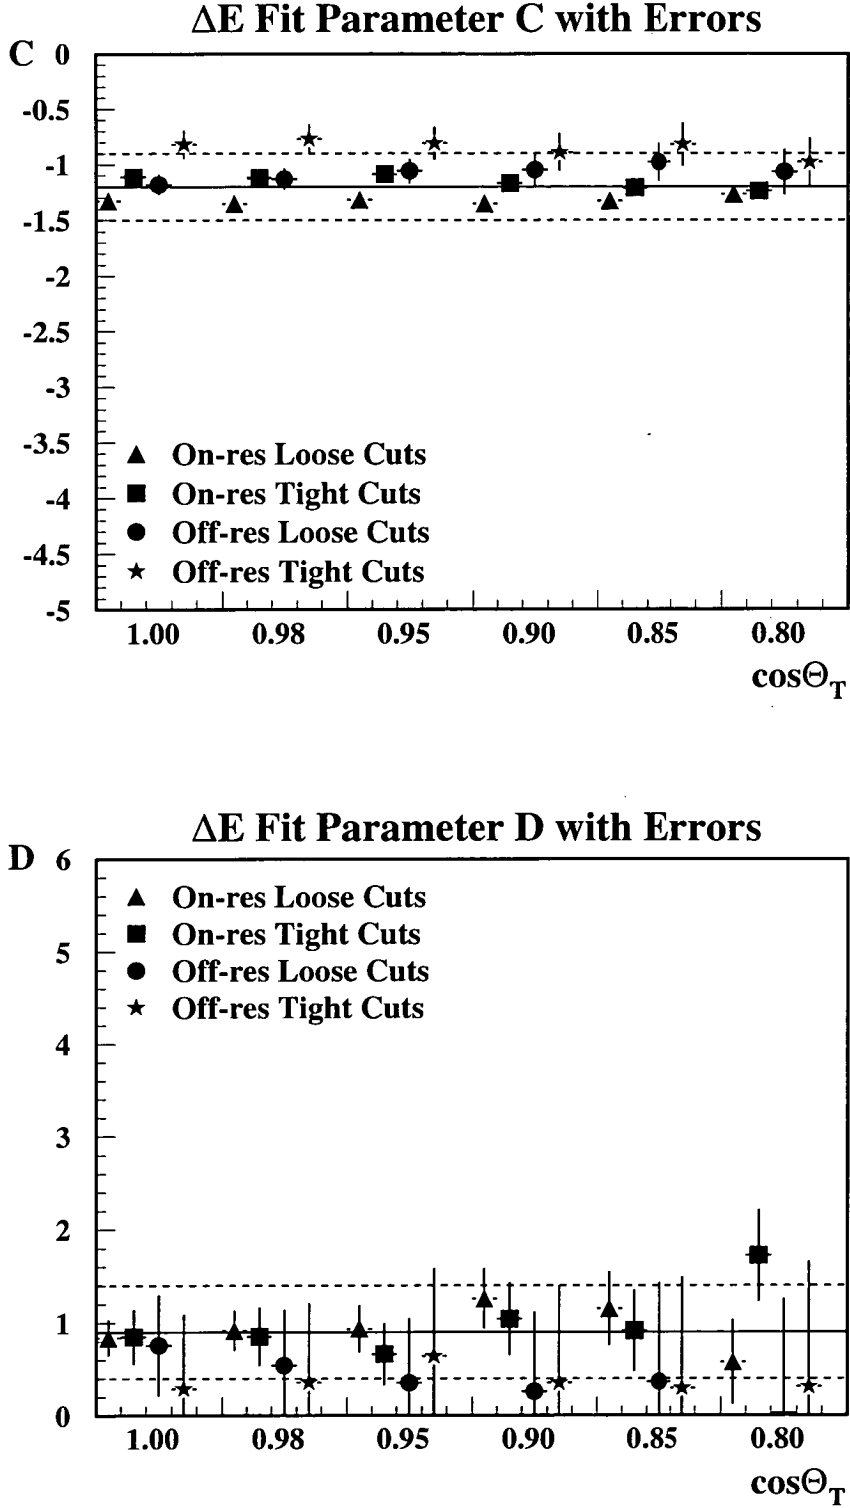 ΔE Fit Parameter C with Errors
C
0
-0.5
-1
-1.5
-2
-2.5
-3
-3.5
-4
-4.5
-5
On-res Loose Cuts
On-res Tight Cuts
Off-res Loose Cuts
Off-res Tight Cuts
1.00 0.98 0.95 0.90 0.85 0.80
cosΘT
ΔE Fit Parameter D with Errors
D
6
5
4
3
2
1
0
On-res Loose Cuts
On-res Tight Cuts
Off-res Loose Cuts
Off-res Tight Cuts
1.00 0.98 0.95 0.90 0.85 0.80
cosΘT